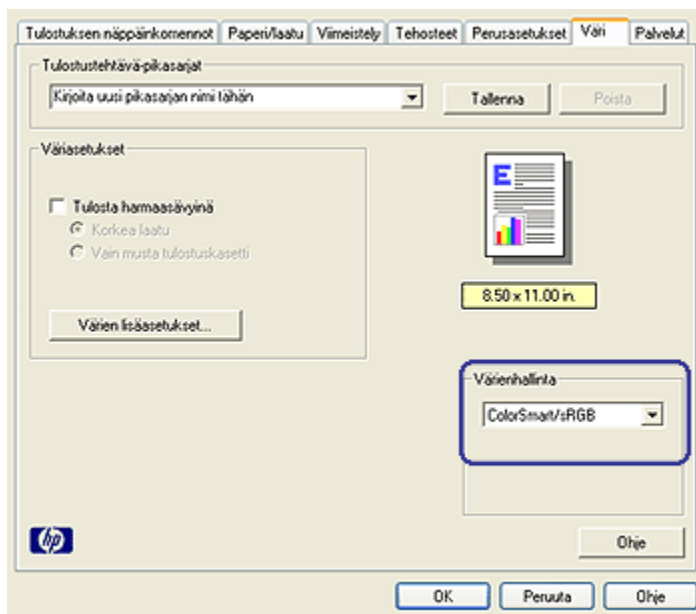 Tulostuksen näppäinkomennot Paperi/laatu Viimeistely Tehosteet Perusasetukset Väri Palvelut
Tulostustehtävä-pikasarjat
Kirjoita uusi pikasarjan nimi tähän Tallenna Poista
Väriasetukset
Tulosta harmaasävyinä
Korkea laatu
Vain musta tulostuskasetti
Värien lisäasetukset...
E
8.50 x 11.00 in.
Värienhallinta
ColorSmart/sRGB
hp
Ohje
OK Peruuta Ohje